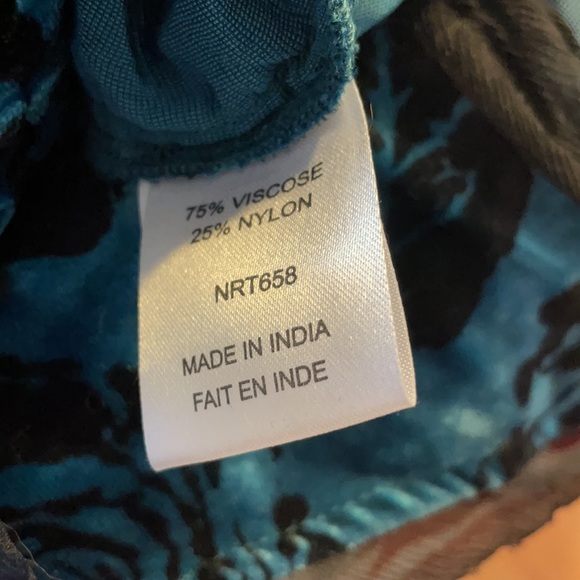 75% VISCOSE
25% NYLON
NRT658
MADE IN INDIA
FAIT EN INDE